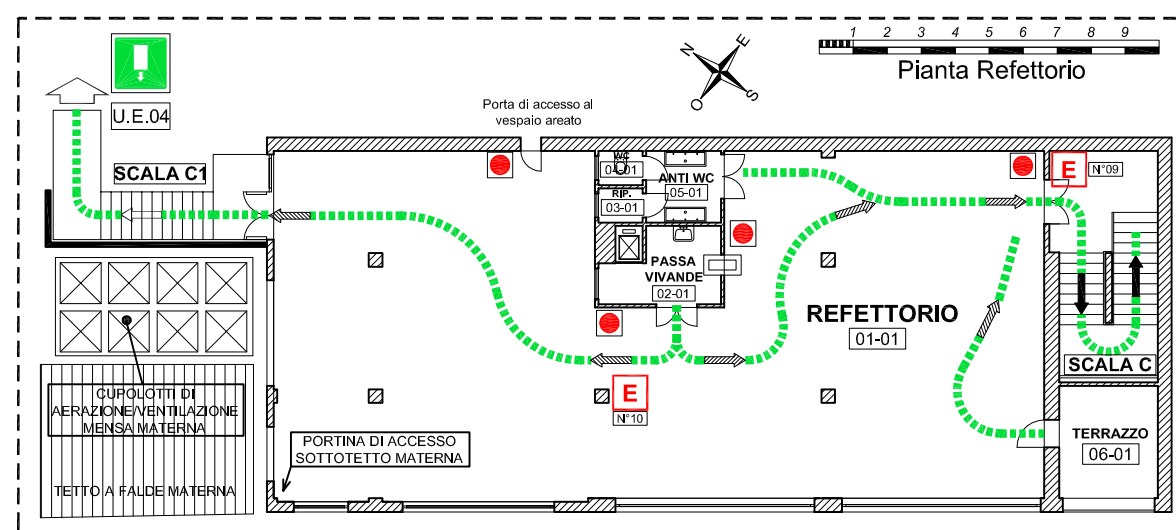 1 2 3 4 5 6 7 8 9
Pianta Refettorio
N
E
O
S
U.E.04
Porta di accesso al
vespaio areato
SCALA C1
WC
04-01
ANTI WC
05-01
RIP.
03-01
E
N°09
PASSA
VIVANDE
02-01
REFETTORIO
01-01
SCALA C
CUPOLOTTI DI
AERAZIONE/VENTILAZIONE
MENSA MATERNA
E
N°10
PORTINA DI ACCESSO
SOTTOTETTO MATERNA
TERRAZZO
06-01
TETTO A FALDE MATERNA